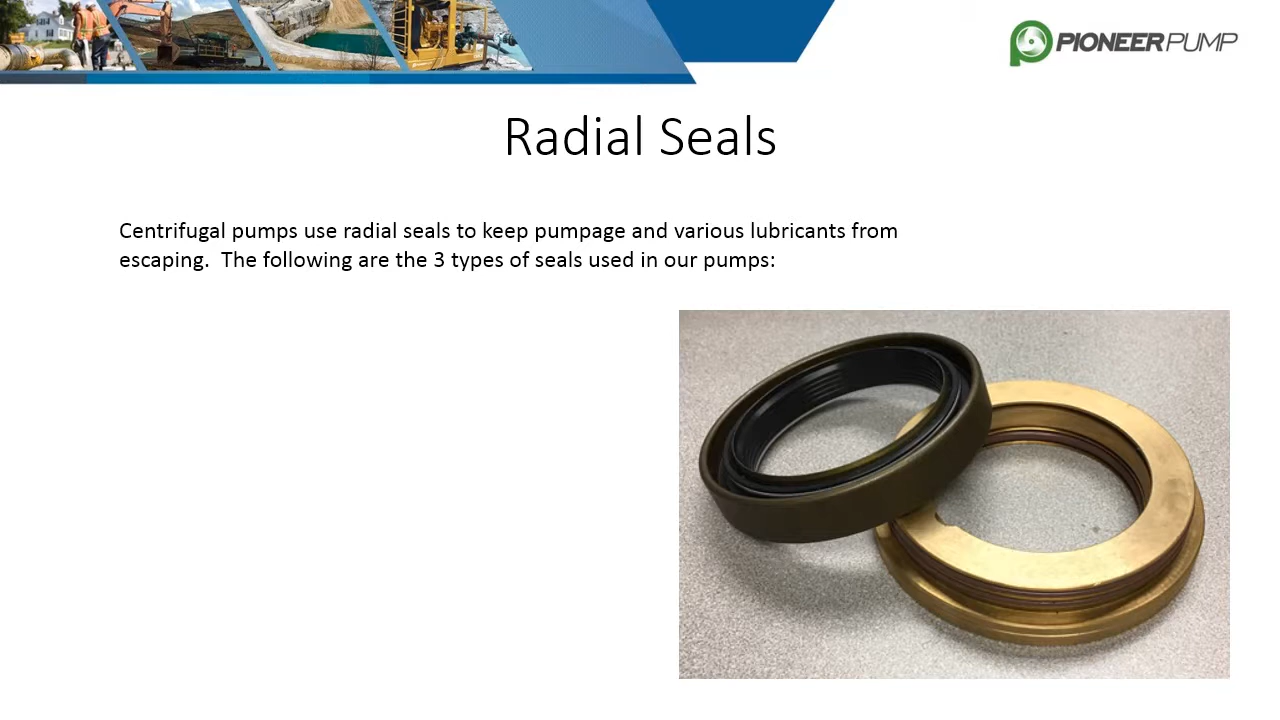 PIONEERPUMP
Radial Seals
Centrifugal pumps use radial seals to keep pumpage and various lubricants from
escaping.  The following are the 3 types of seals used in our pumps: